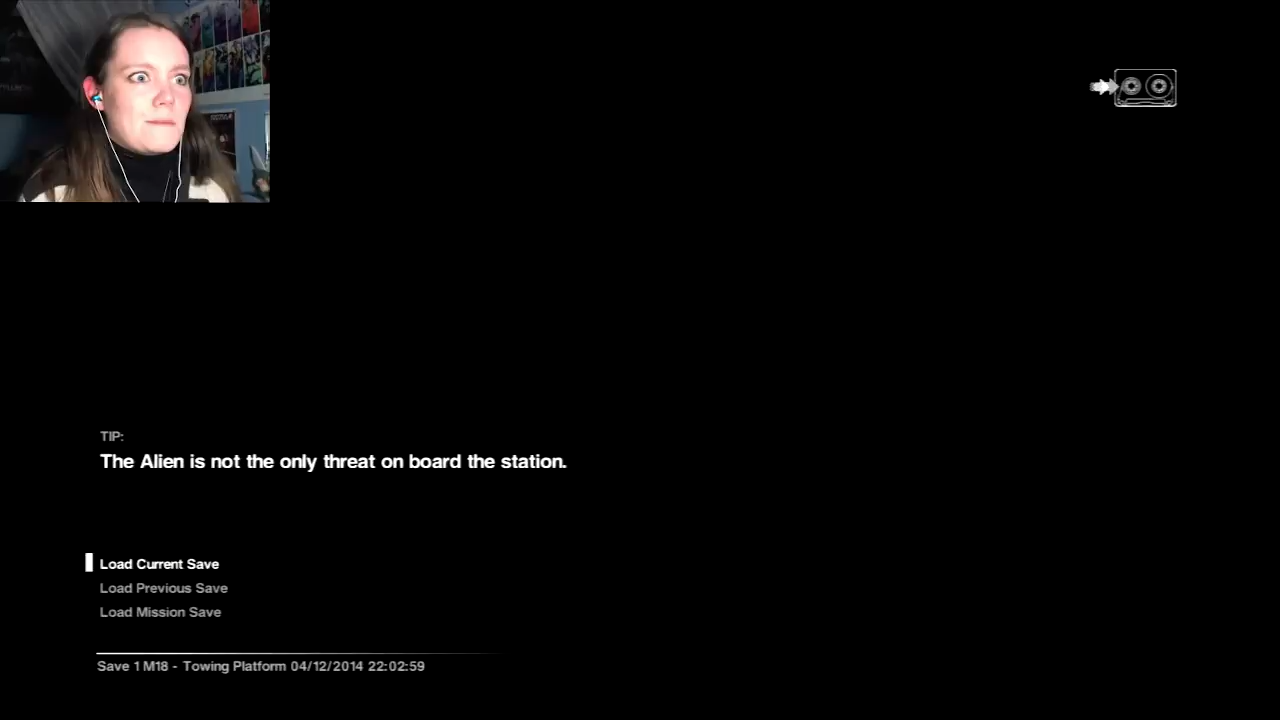 TIP:
The Alien is not the only threat on board the station.
Load Current Save
Load Previous Save
Load Mission Save
Save 1 M18 - Towing Platform 04/12/2014 22:02:59